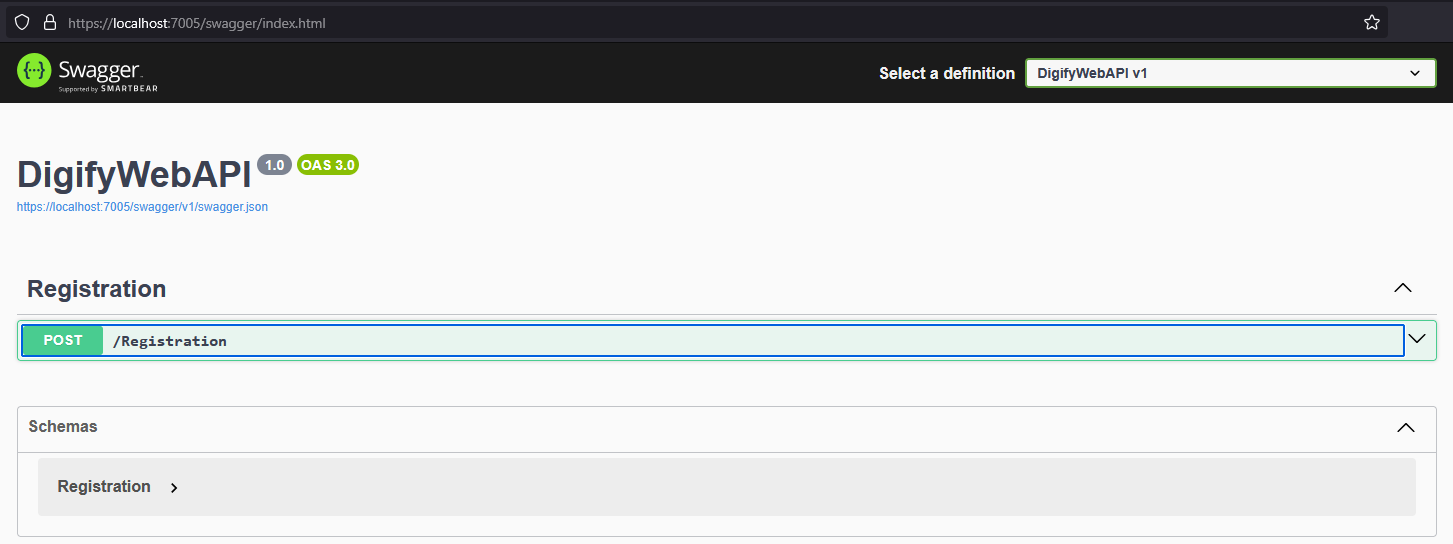 https://localhost:7005/swagger/index.html
{···} Swagger
Supported by SMARTBEAR
Select a definition
DigifyWebAPI v1
DigifyWebAPI 1.0 OAS 3.0
https://localhost:7005/swagger/v1/swagger.json
Registration
POST /Registration
Schemas
Registration